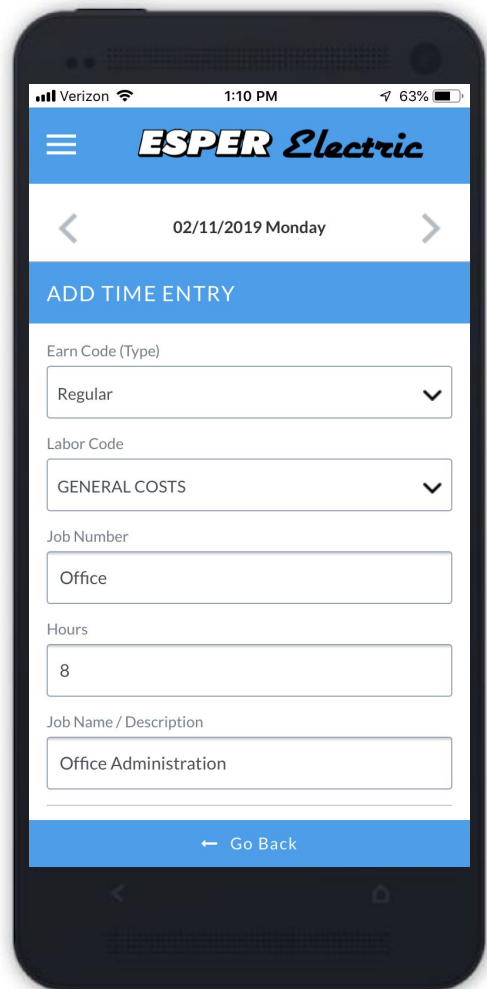 Verizon 1:10 PM 63%
ESPER Electric
02/11/2019 Monday
ADD TIME ENTRY
Earn Code (Type)
Regular
Labor Code
GENERAL COSTS
Job Number
Office
Hours
8
Job Name / Description
Office Administration
← Go Back